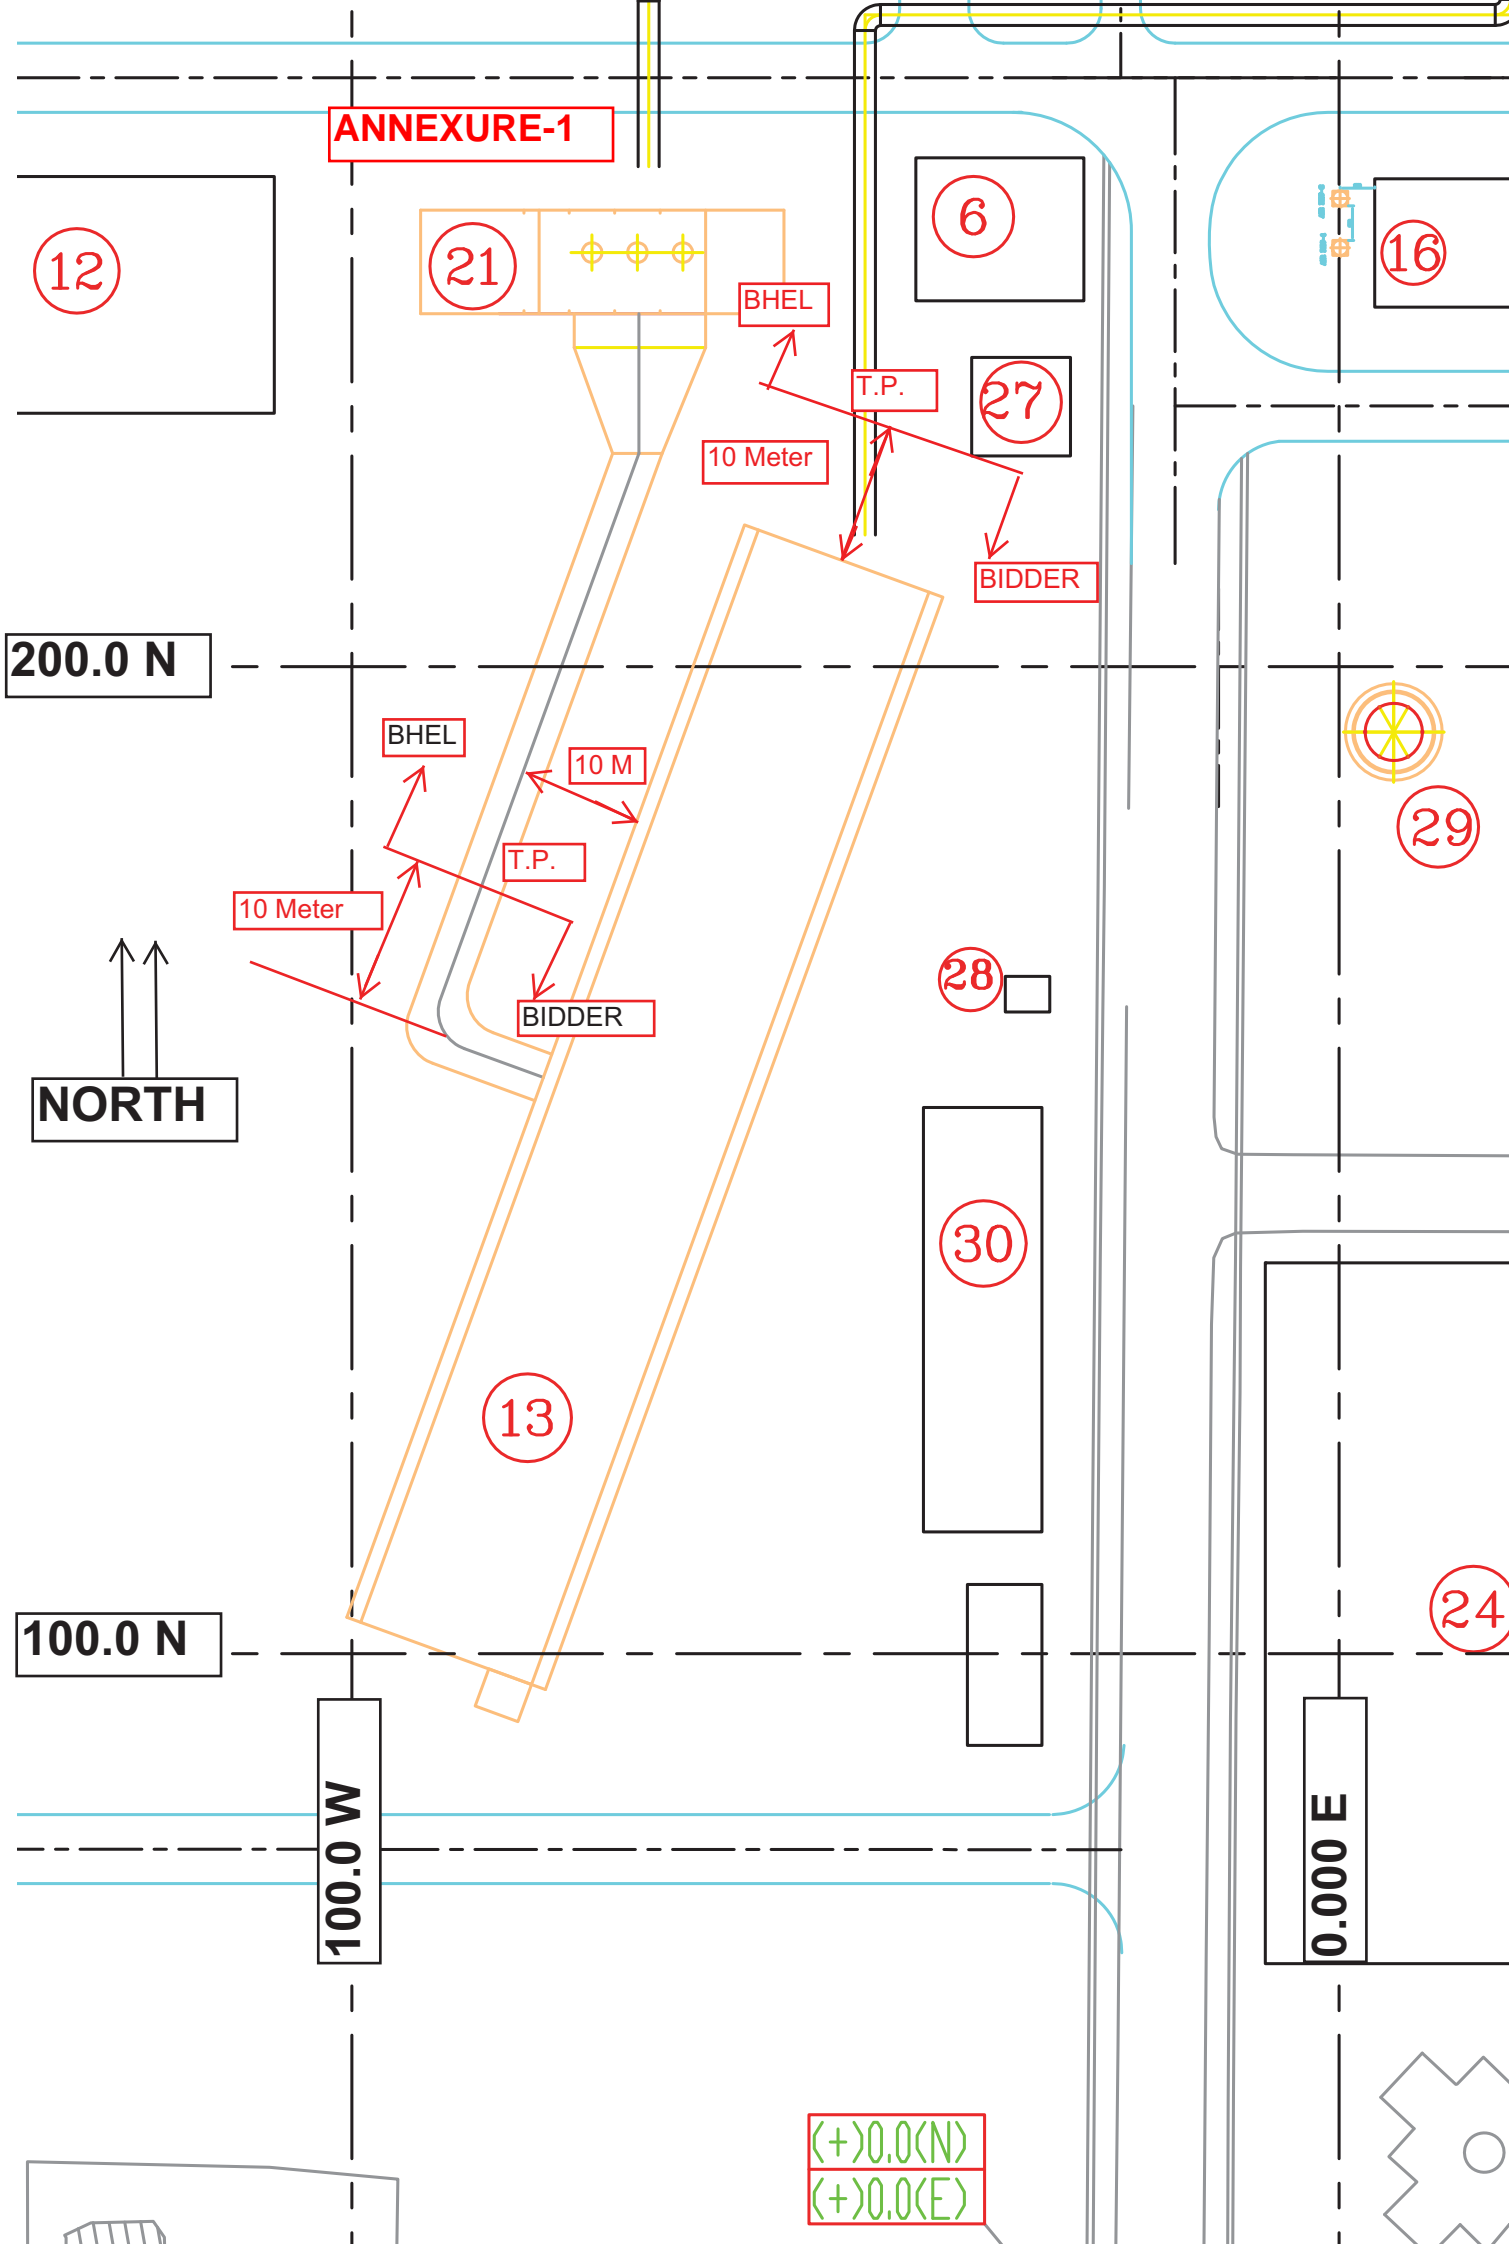 ANNEXURE-1
12
21
6
16
BHEL
T.P.
27
10 Meter
BIDDER
200.0 N
BHEL
10 M
29
T.P.
10 Meter
28
BIDDER
NORTH
30
13
24
100.0 N
100.0 W
0.000 E
(+)0.0(N)
(+)0.0(E)